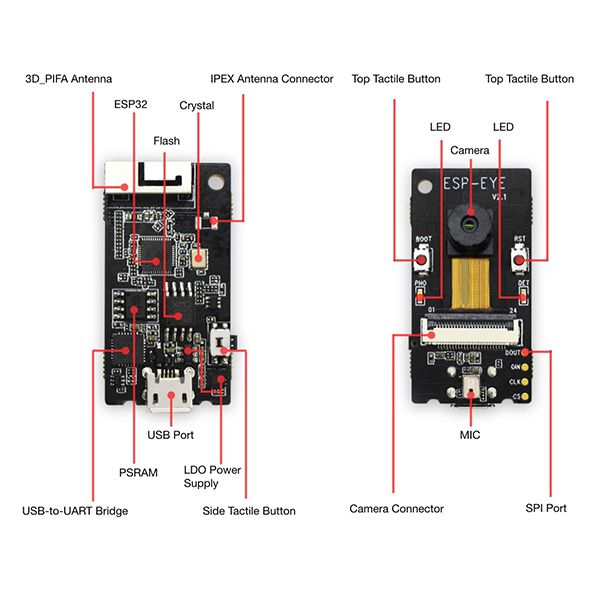 3D_PIFA Antenna
IPEX Antenna Connector
ESP32
Crystal
Flash
USB Port
PSRAM
LDO Power
Supply
USB-to-UART Bridge
Side Tactile Button
Top Tactile Button
Top Tactile Button
LED
LED
Camera
ESP-EYE
V2.1
BOOT
RST
PHO
DET
01
24
DOUT
CLK
CS
MIC
Camera Connector
SPI Port